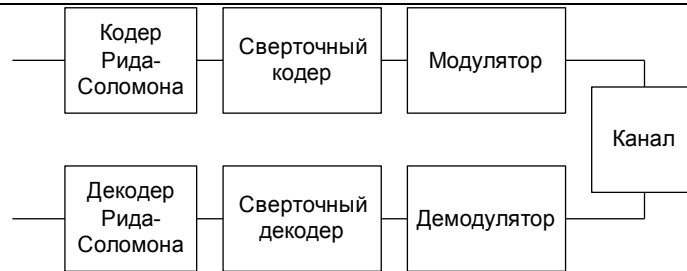 Кодер
Рида-
Соломона
Сверточный
кодер
Модулятор
Канал
Декодер
Рида-
Соломона
Сверточный
декодер
Демодулятор